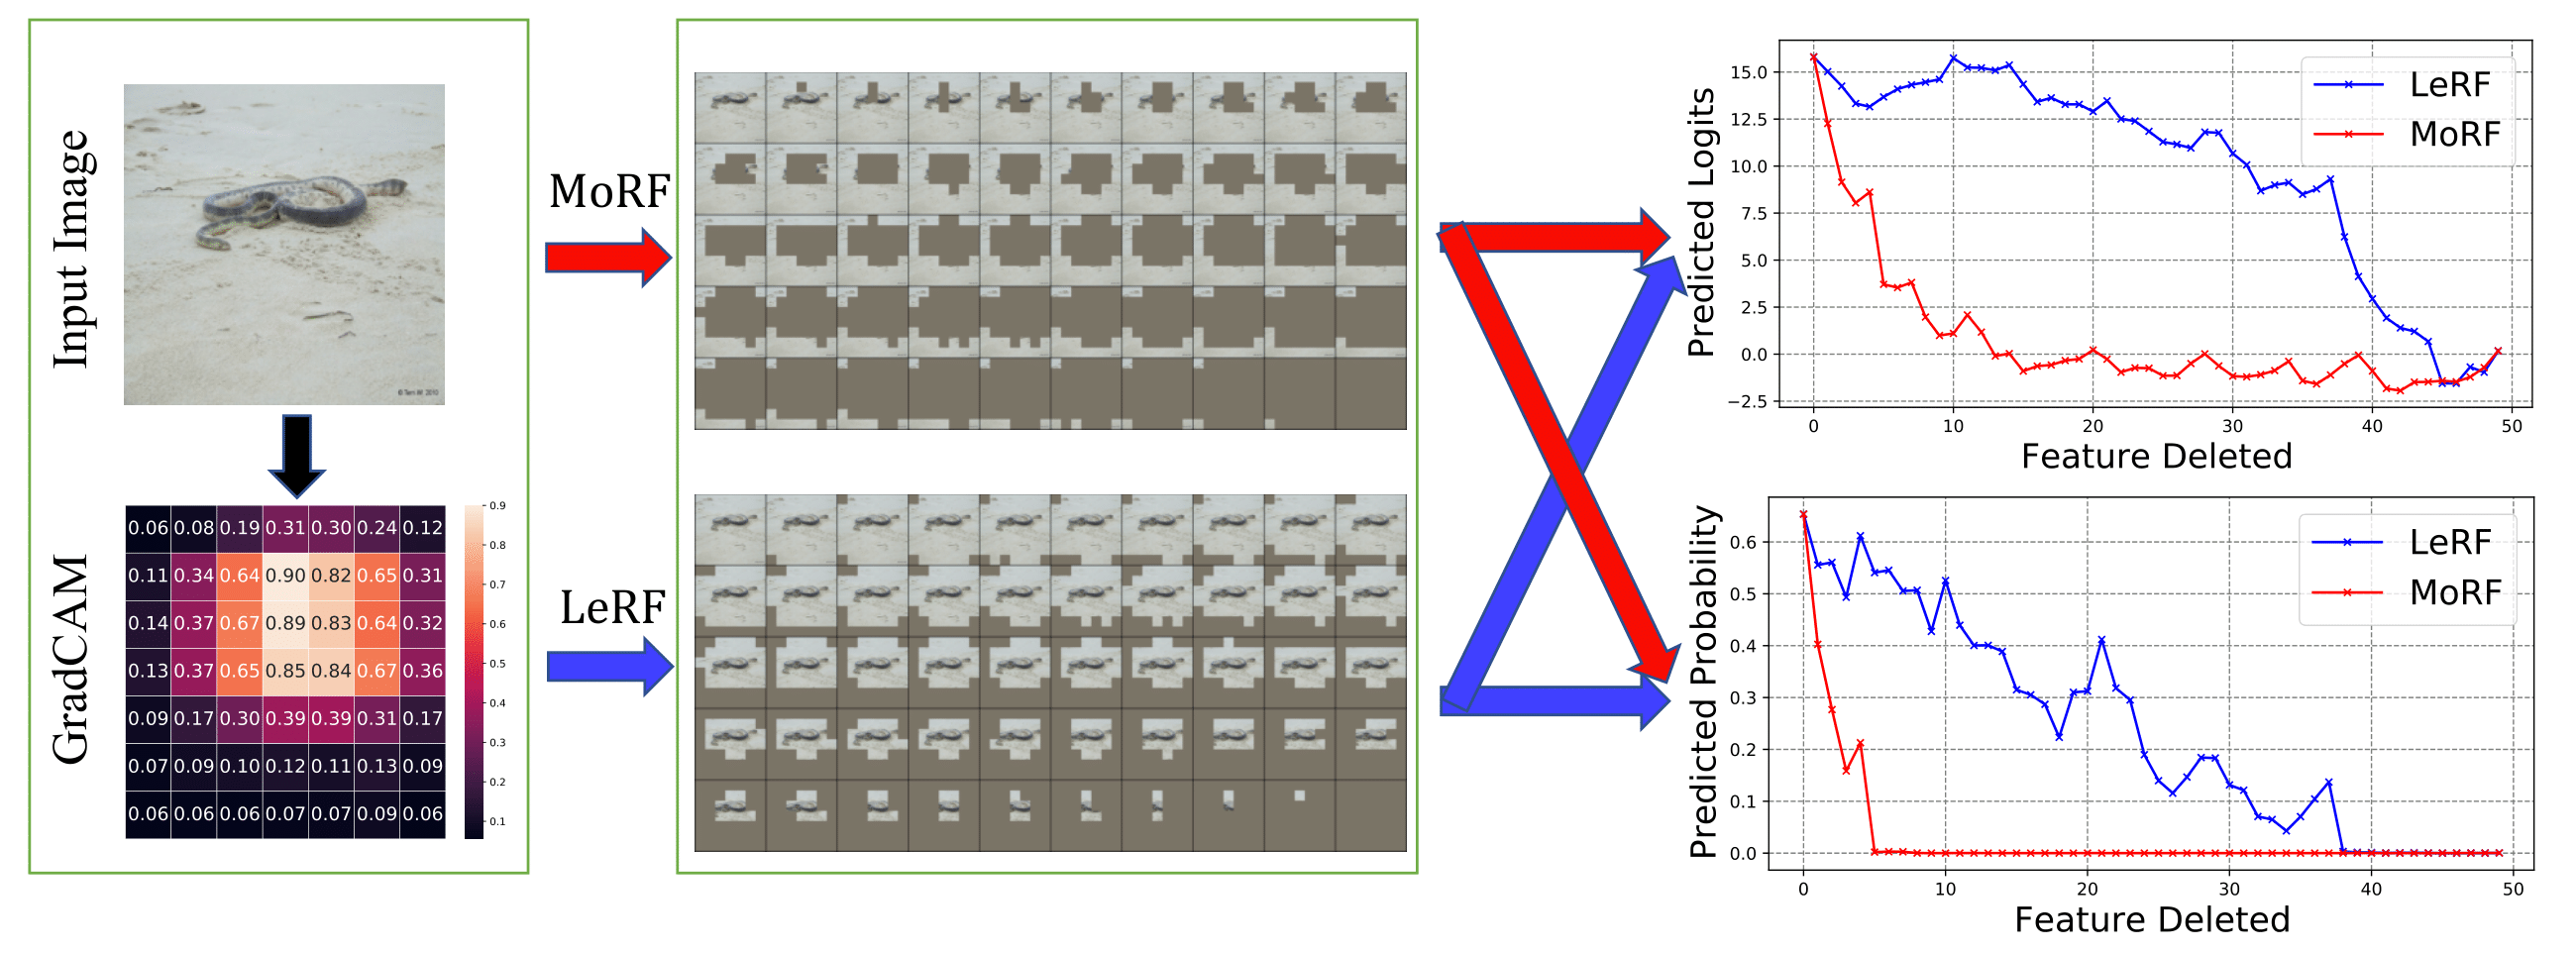 Input Image
© Teri M. 2010
GradCAM
0.06 0.08 0.19 0.31 0.30 0.24 0.12
0.11 0.34 0.64 0.90 0.82 0.65 0.31
0.14 0.37 0.67 0.89 0.83 0.64 0.32
0.13 0.37 0.65 0.85 0.84 0.67 0.36
0.09 0.17 0.30 0.39 0.39 0.31 0.17
0.07 0.09 0.10 0.12 0.11 0.13 0.09
0.06 0.06 0.06 0.07 0.07 0.09 0.06
0.9
0.8
0.7
0.6
0.5
0.4
0.3
0.2
0.1
MoRF
LeRF
Predicted Logits
15.0
12.5
10.0
7.5
5.0
2.5
0.0
−2.5
LeRF
MoRF
0 10 20 30 40 50
Feature Deleted
Predicted Probability
0.6
0.5
0.4
0.3
0.2
0.1
0.0
LeRF
MoRF
0 10 20 30 40 50
Feature Deleted